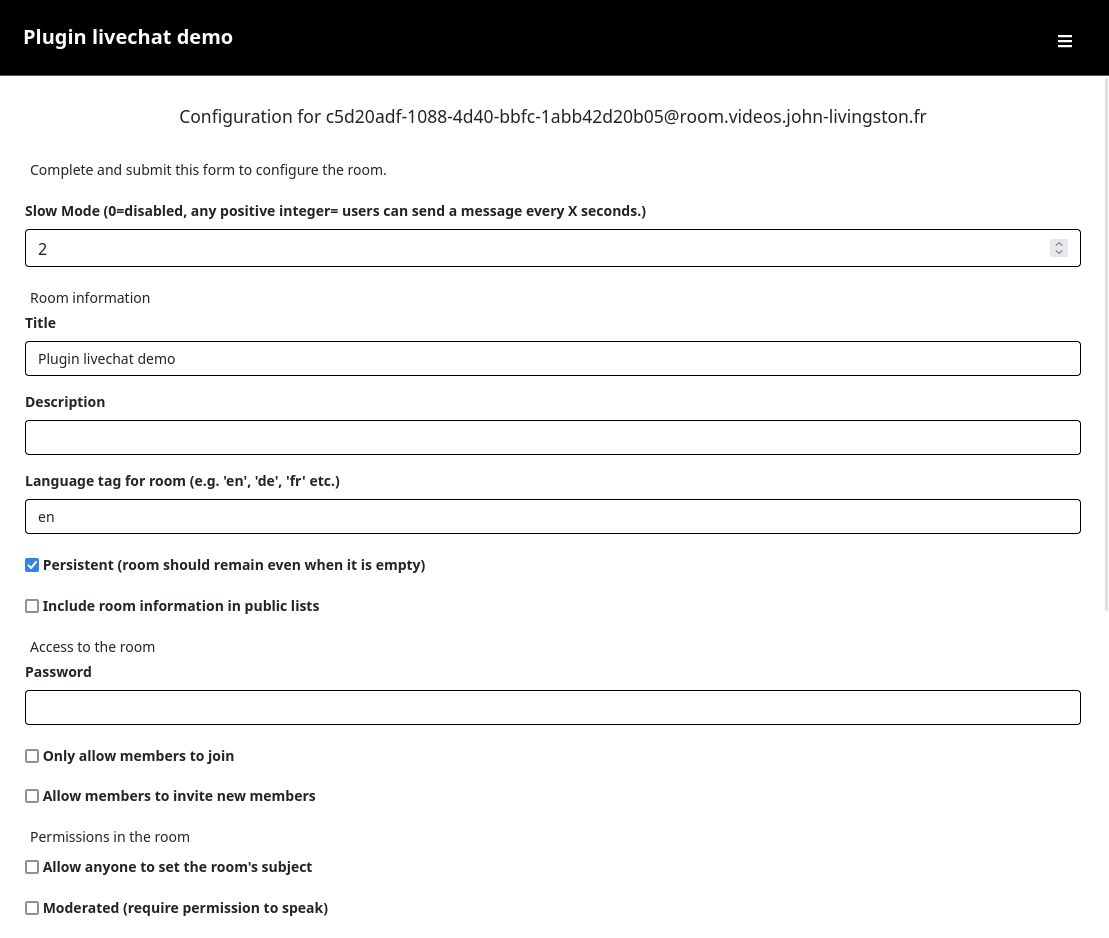 Plugin livechat demo
Configuration for c5d20adf-1088-4d40-bbfc-1abb42d20b05@room.videos.john-livingston.fr
Complete and submit this form to configure the room.
Slow Mode (0=disabled, any positive integer= users can send a message every X seconds.)
2
Room information
Title
Plugin livechat demo
Description
Language tag for room (e.g. 'en', 'de', 'fr' etc.)
en
Persistent (room should remain even when it is empty)
Include room information in public lists
Access to the room
Password
Only allow members to join
Allow members to invite new members
Permissions in the room
Allow anyone to set the room's subject
Moderated (require permission to speak)